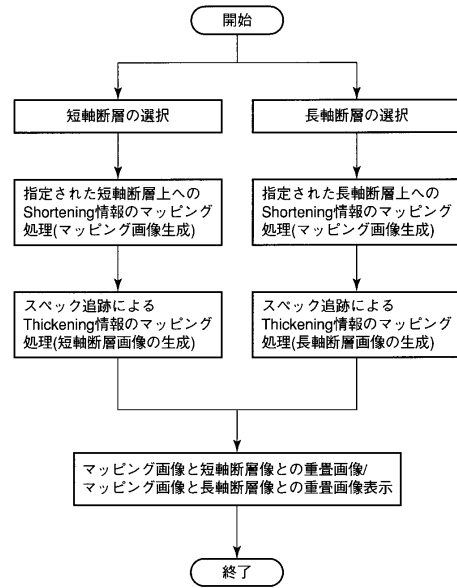 開始
短軸断層の選択
長軸断層の選択
指定された短軸断層上への
Shortening情報のマッピング
処理(マッピング画像生成)
指定された長軸断層上への
Shortening情報のマッピング
処理(マッピング画像生成)
スペック追跡による
Thickening情報のマッピング
処理(短軸断層画像の生成)
スペック追跡による
Thickening情報のマッピング
処理(長軸断層画像の生成)
マッピング画像と短軸断層像との重畳画像/
マッピング画像と長軸断層像との重畳画像表示
終了